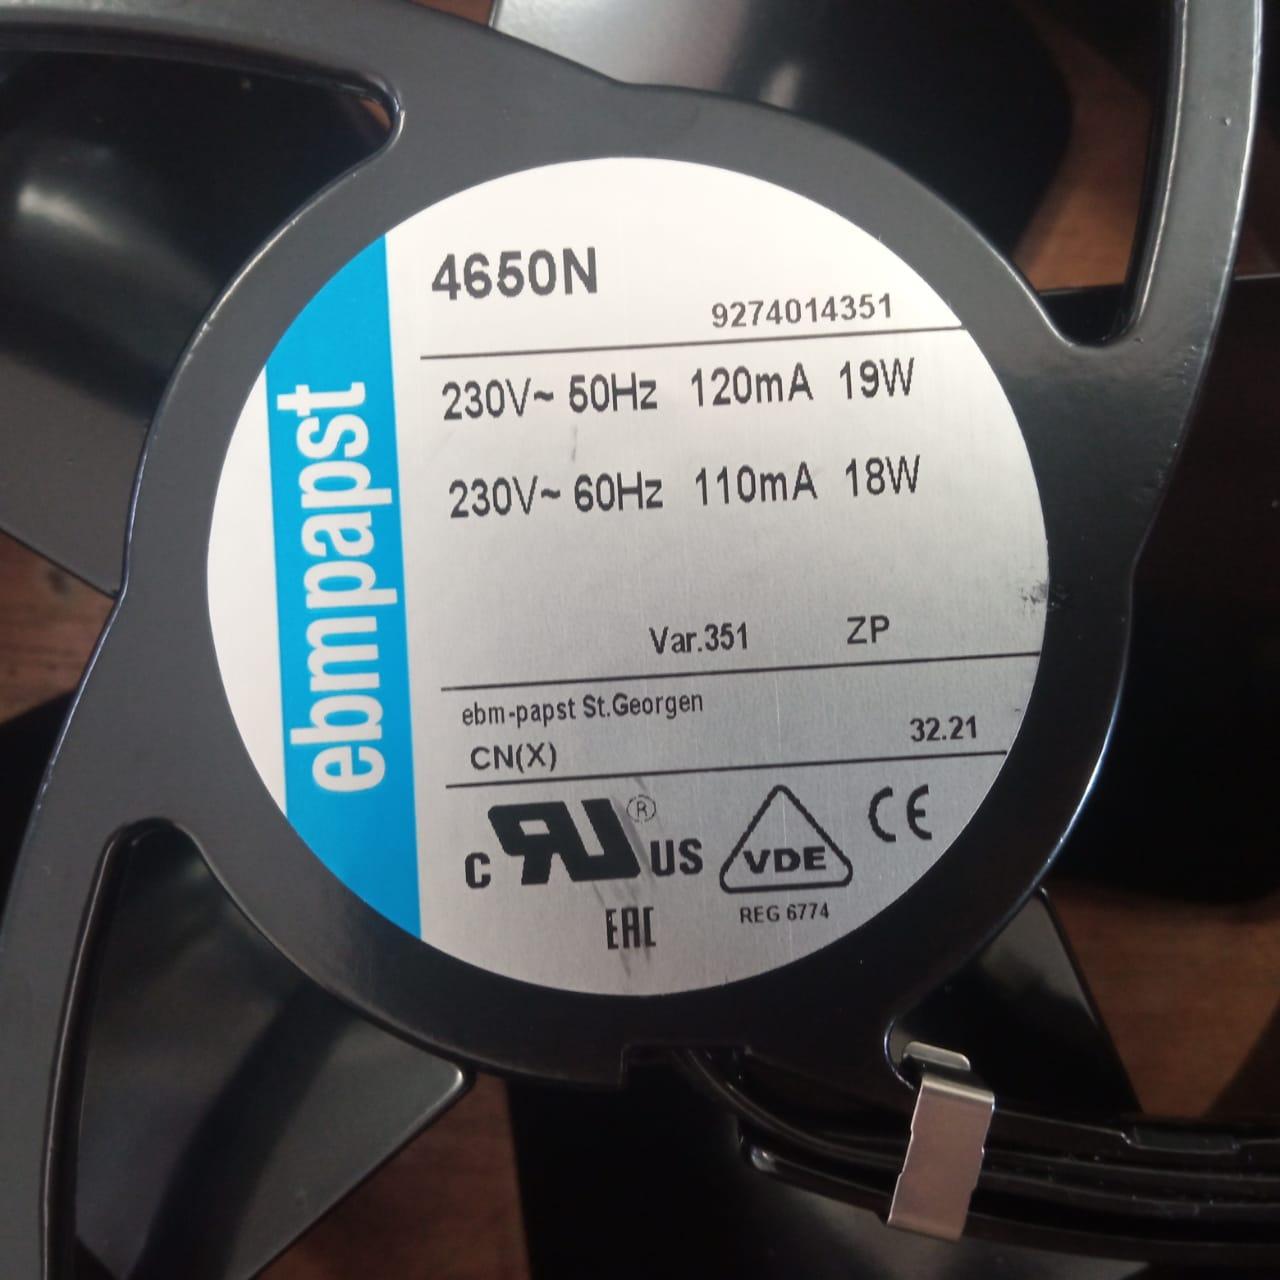 ebmpapst
4650N
9274014351
230V~ 50Hz 120mA 19W
230V~ 60Hz 110mA 18W
Var.351 ZP
ebm-papst St.Georgen
CN(X) 32.21
C RU ® US
VDE
CE
EAC
REG 6774